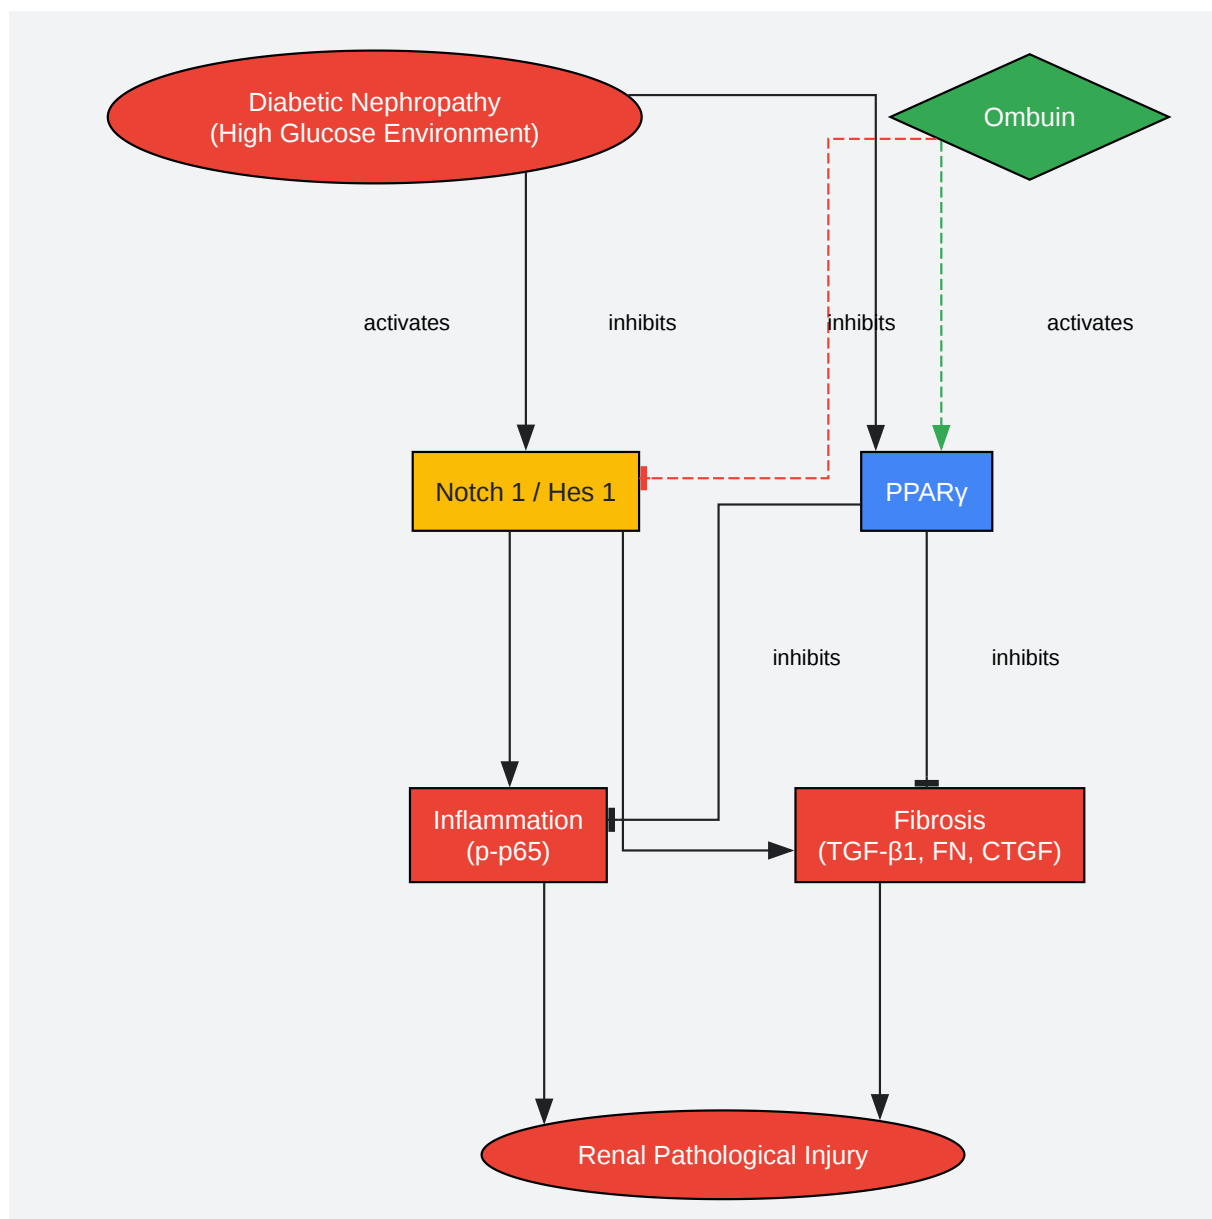 Diabetic Nephropathy
(High Glucose Environment)
Ombuin
activates
inhibits
inhibits
activates
Notch 1 / Hes 1
PPARγ
inhibits
inhibits
Inflammation
(p-p65)
Fibrosis
(TGF-β1, FN, CTGF)
Renal Pathological Injury